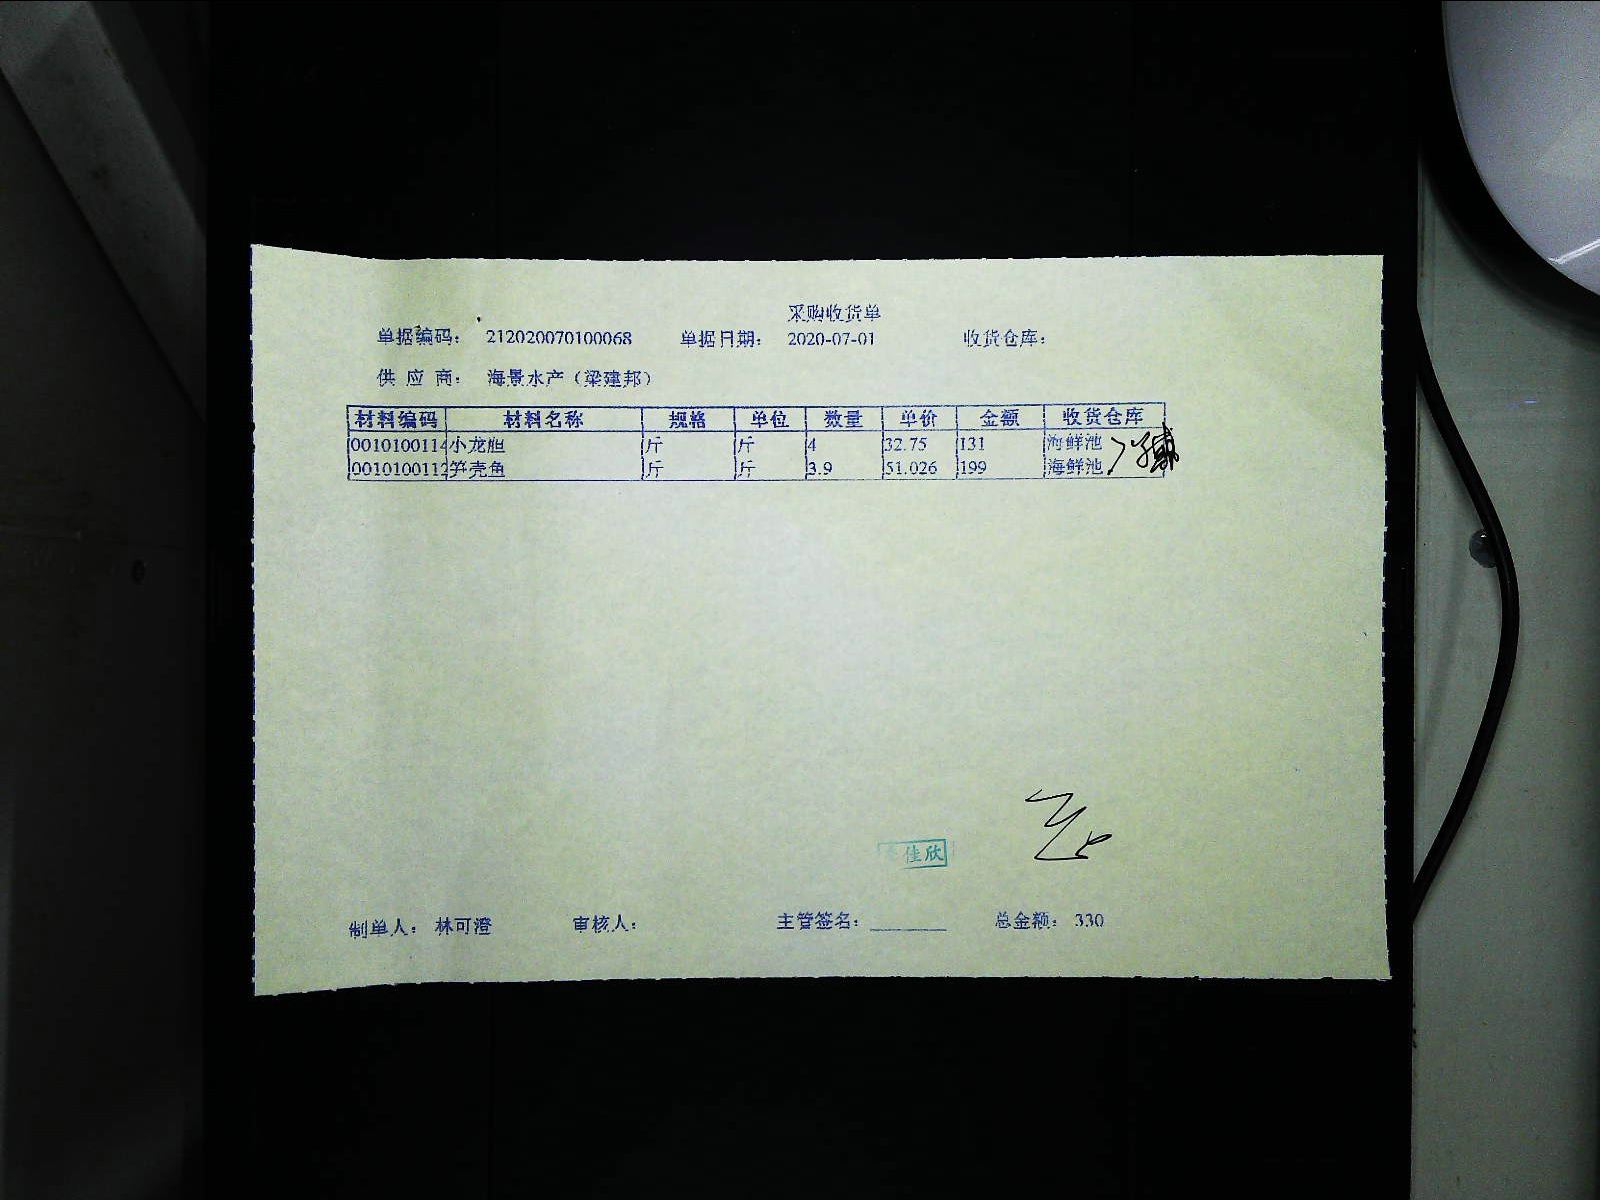 采购收货单
单据编码： 212020070100068 单据日期： 2020-07-01 收货仓库：
供 应 商： 海景水产（梁建邦）
材料编码 材料名称 规格 单位 数量 单价 金额 收货仓库
0010100114 小龙胆 斤 斤 4 32.75 131 海鲜池
0010100112 笋壳鱼 斤 斤 3.9 51.026 199 海鲜池
佳欣
制单人： 林可澄 审核人： 主管签名： 总金额： 330